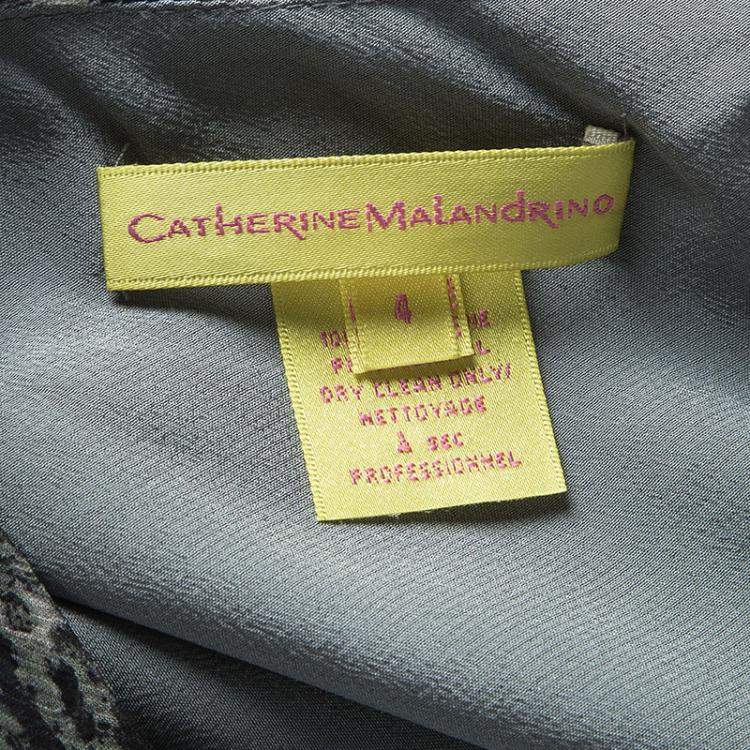 CATHERINE MALANDRINO
4
DRY CLEAN ONLY/
NETTOYAGE
À SEC
PROFESSIONNEL